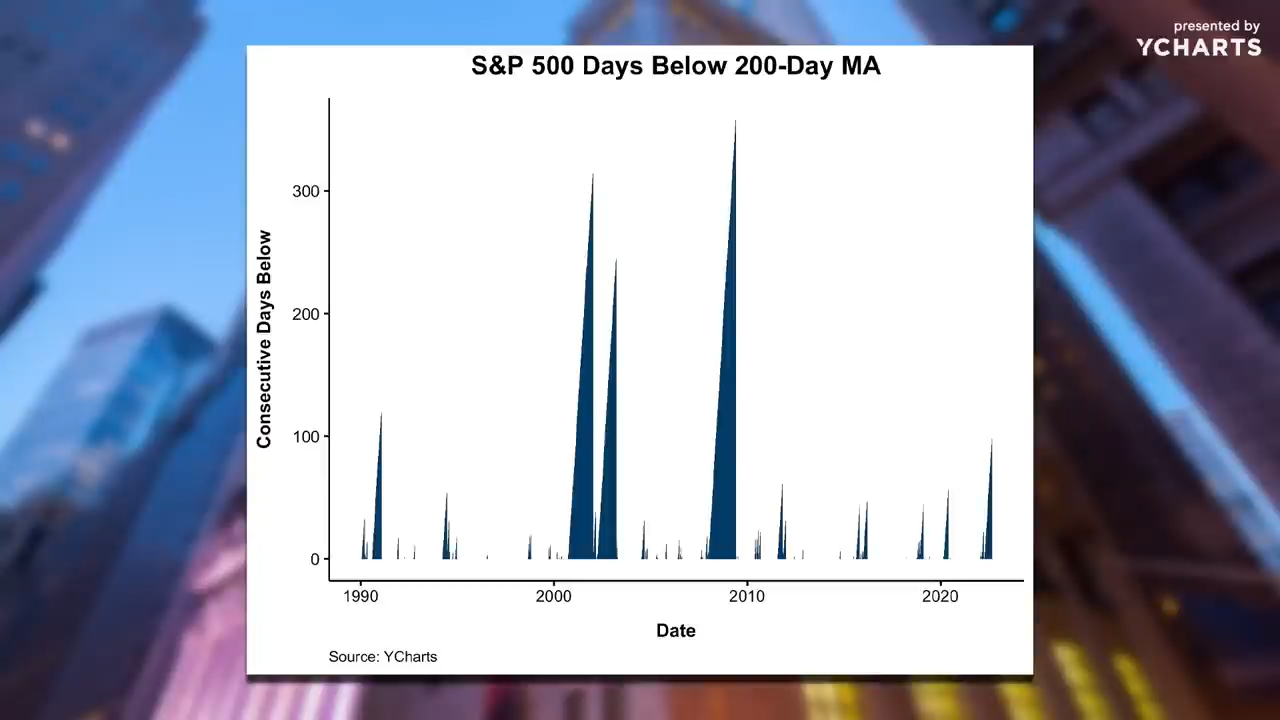 presented by
YCHARTS
S&P 500 Days Below 200-Day MA
Consecutive Days Below
300
200
100
0
1990
2000
2010
2020
Date
Source: YCharts